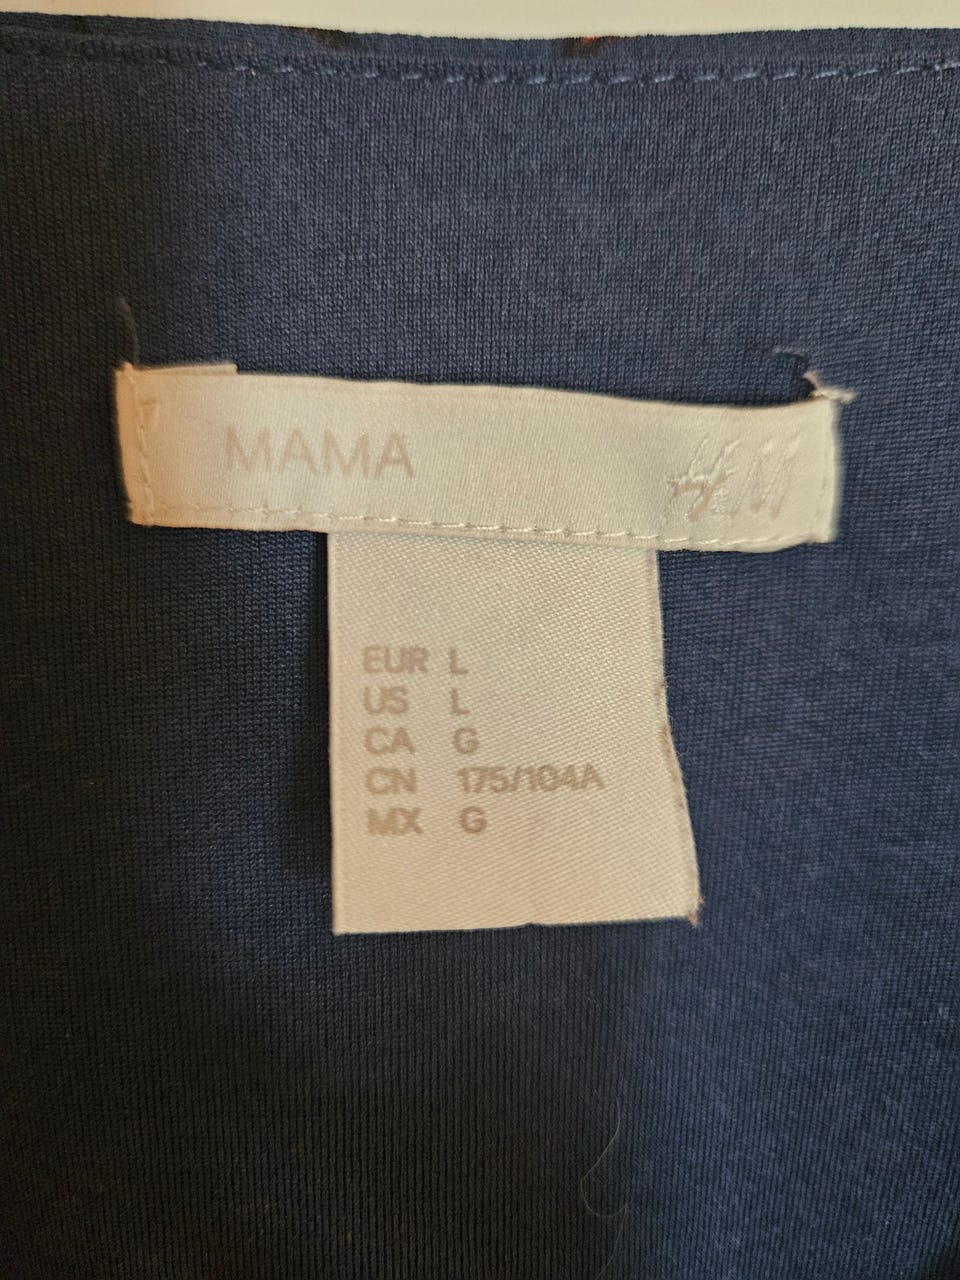 MAMA H&M
EUR L
US L
CA G
CN 175/104A
MX G